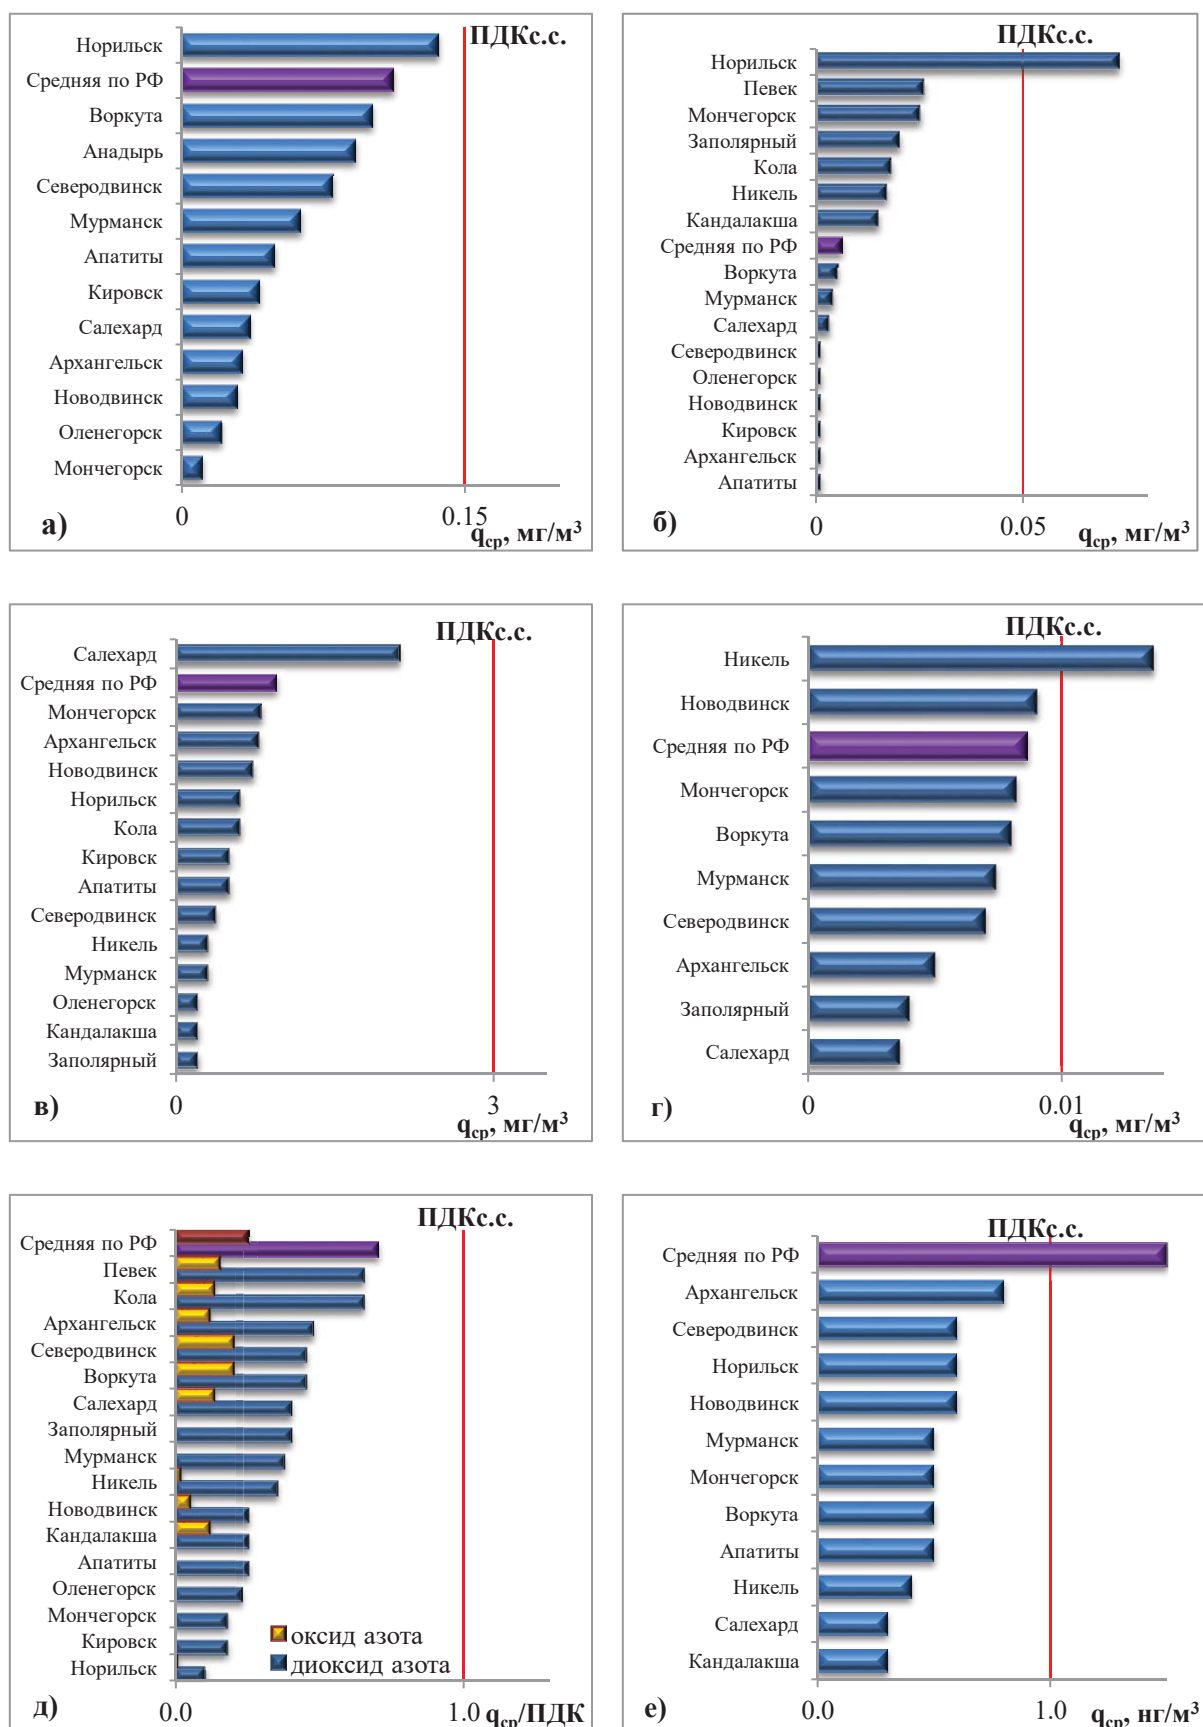 ПДКс.с.
Норильск
Средняя по РФ
Воркута
Анадырь
Северодвинск
Мурманск
Апатиты
Кировск
Салехард
Архангельск
Новодвинск
Оленегорск
Мончегорск
0 0.15
а) qср, мг/м³
ПДКс.с.
Норильск
Певек
Мончегорск
Заполярный
Кола
Никель
Кандалакша
Средняя по РФ
Воркута
Мурманск
Салехард
Северодвинск
Оленегорск
Новодвинск
Кировск
Архангельск
Апатиты
0 0.05
б) qср, мг/м³
ПДКс.с.
Салехард
Средняя по РФ
Мончегорск
Архангельск
Новодвинск
Норильск
Кола
Кировск
Апатиты
Северодвинск
Никель
Мурманск
Оленегорск
Кандалакша
Заполярный
0 3
в) qср, мг/м³
ПДКс.с.
Никель
Новодвинск
Средняя по РФ
Мончегорск
Воркута
Мурманск
Северодвинск
Архангельск
Заполярный
Салехард
0 0.01
г) qср, мг/м³
ПДКс.с.
Средняя по РФ
Певек
Кола
Архангельск
Северодвинск
Воркута
Салехард
Заполярный
Мурманск
Никель
Новодвинск
Кандалакша
Апатиты
Оленегорск
Мончегорск
Кировск
Норильск
оксид азота
диоксид азота
д) 0.0 1.0 qср/ПДК
ПДКс.с.
Средняя по РФ
Архангельск
Северодвинск
Норильск
Новодвинск
Мурманск
Мончегорск
Воркута
Апатиты
Никель
Салехард
Кандалакша
е) 0.0 1.0 qср, нг/м³